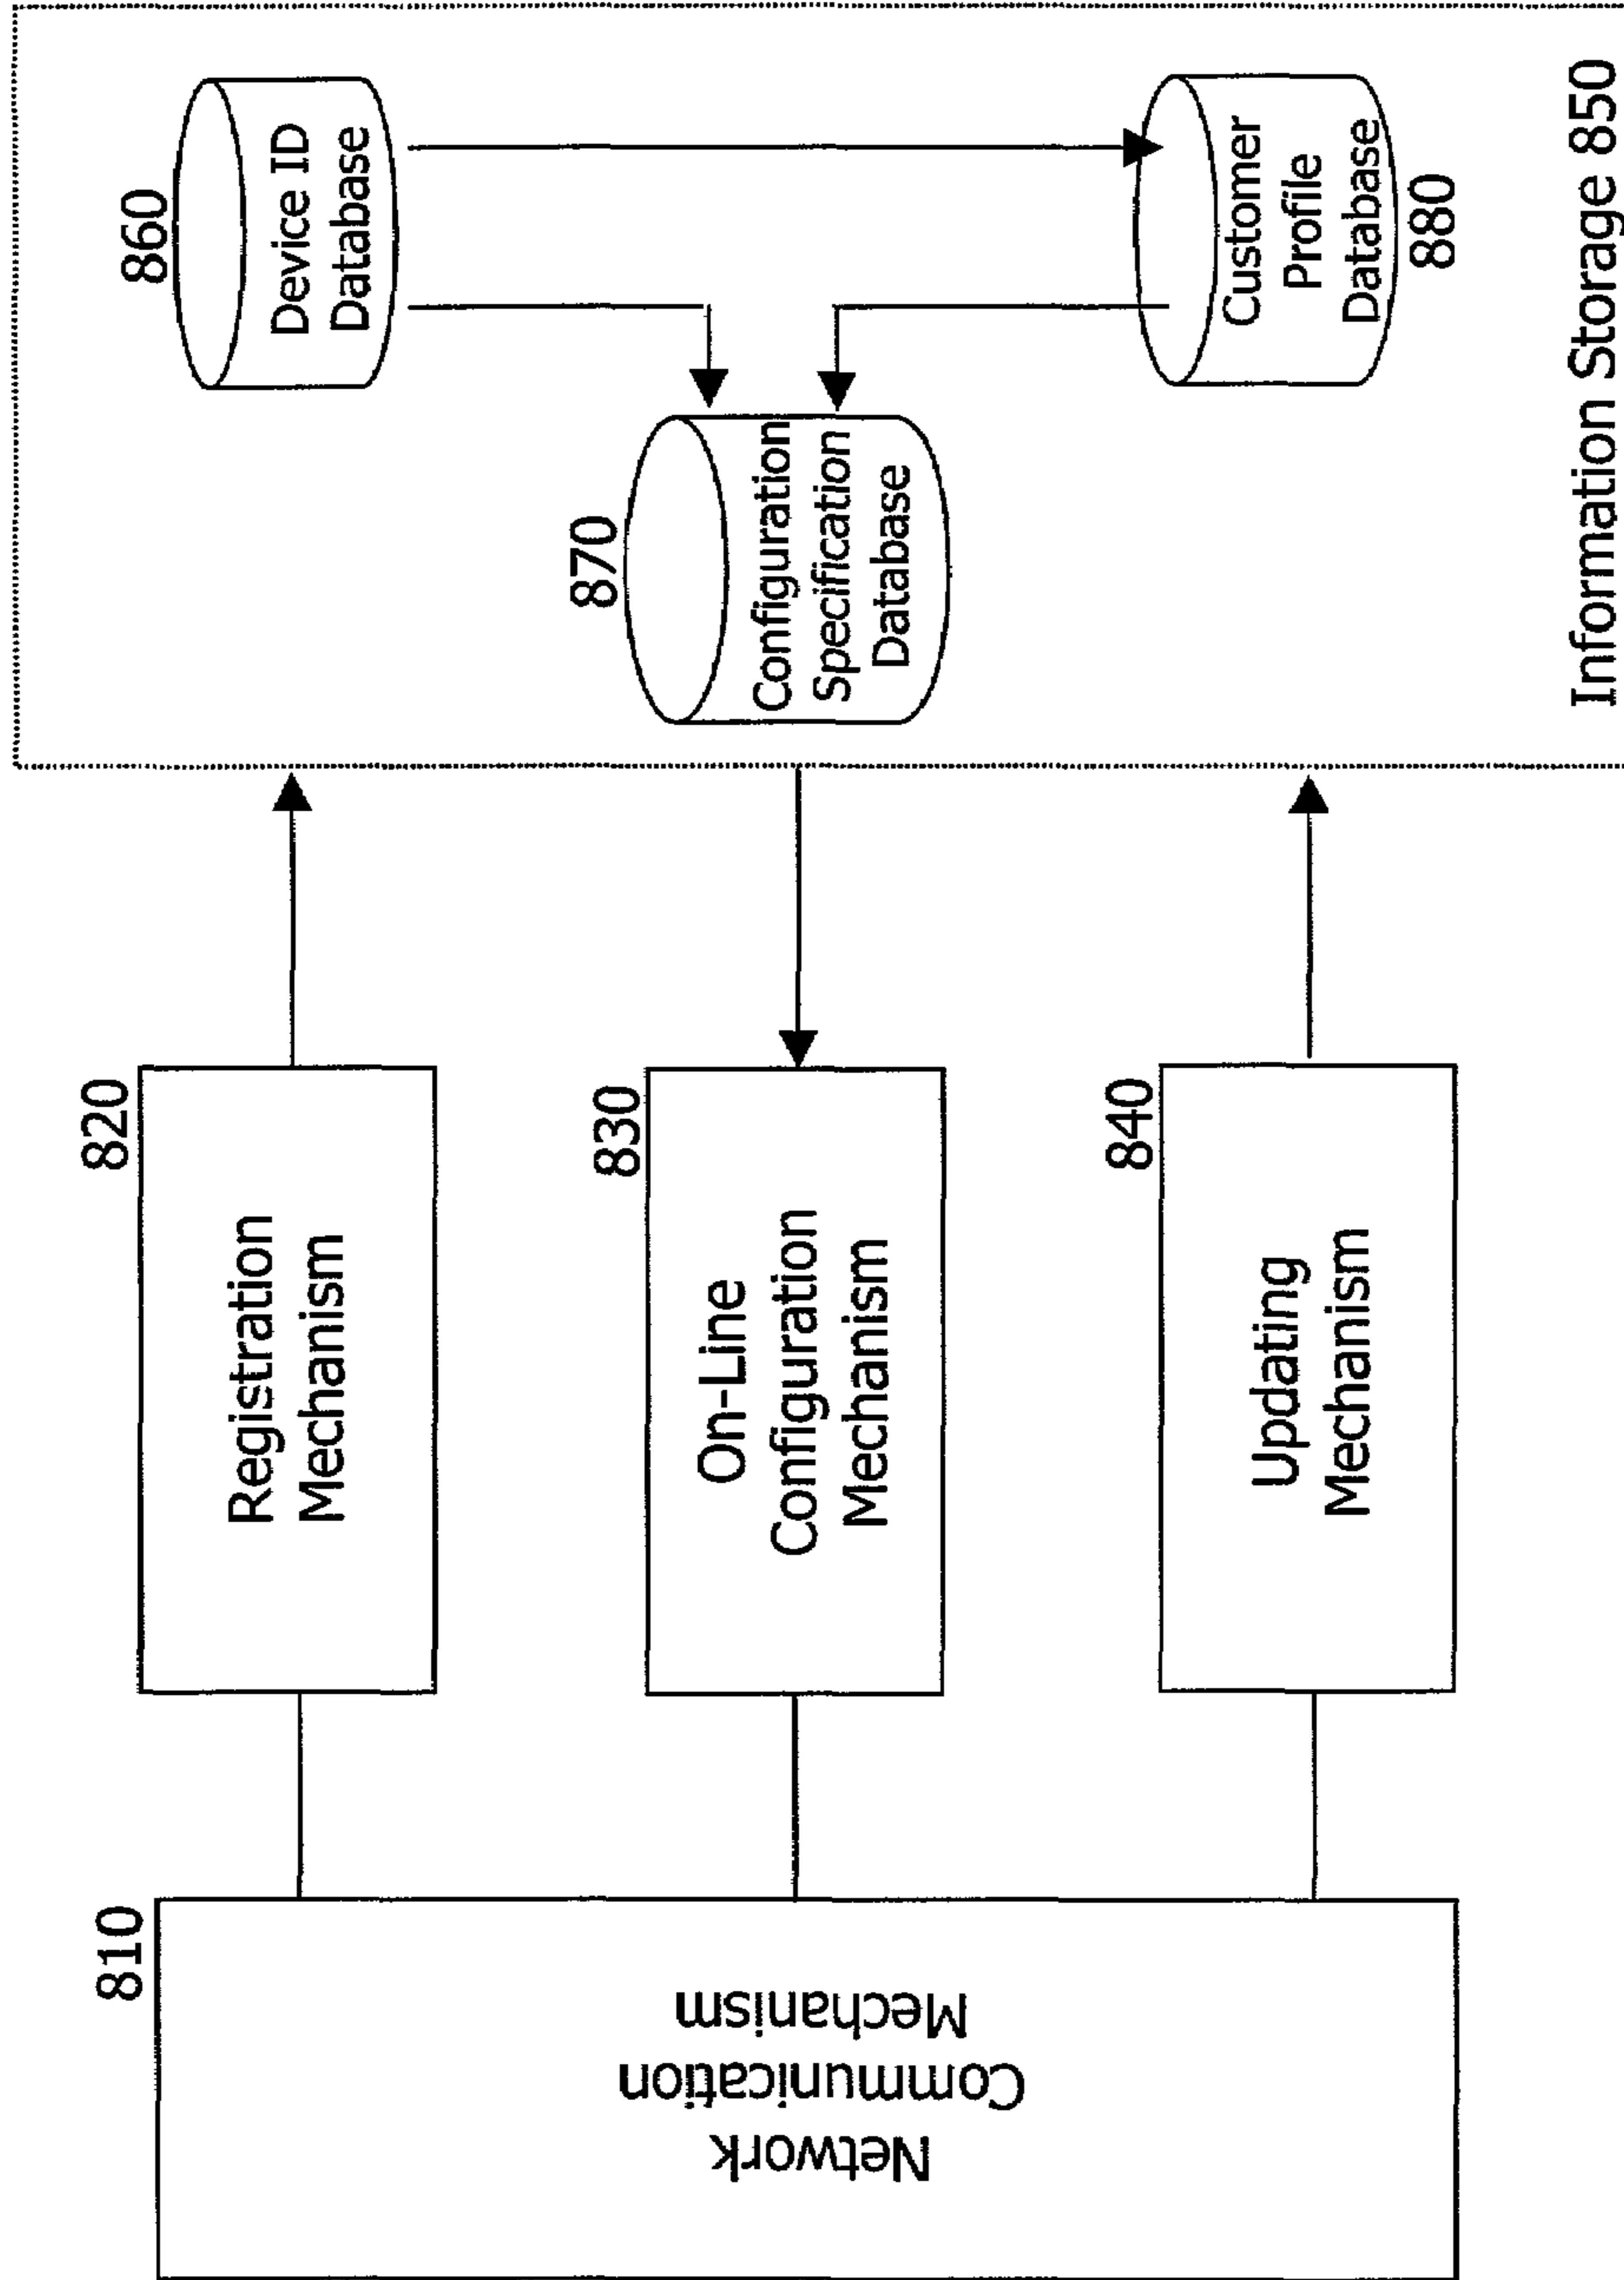 810
Network
Communication
Mechanism
820
Registration
Mechanism
830
On-Line
Configuration
Mechanism
840
Updating
Mechanism
860
Device ID
Database
870
Configuration
Specification
Database
Customer
Profile
Database
880
Information Storage 850